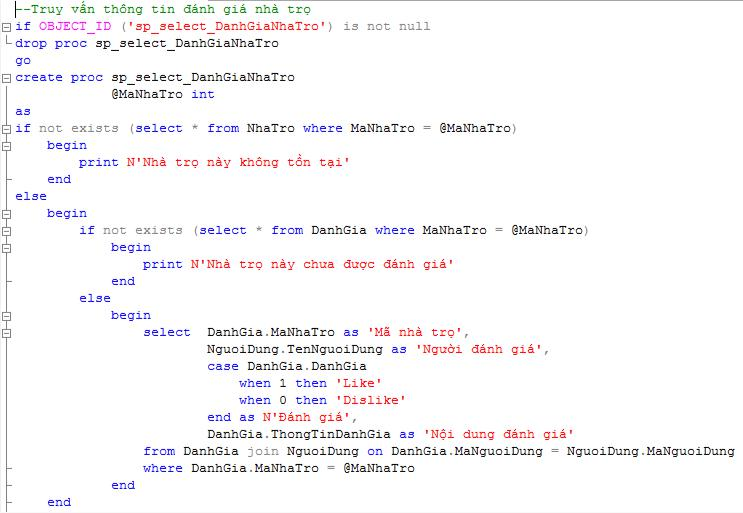 --Truy vấn thông tin đánh giá nhà trọ
if OBJECT_ID ('sp_select_DanhGiaNhaTro') is not null
drop proc sp_select_DanhGiaNhaTro
go
create proc sp_select_DanhGiaNhaTro
            @MaNhaTro int
as
if not exists (select * from NhaTro where MaNhaTro = @MaNhaTro)
    begin
        print N'Nhà trọ này không tồn tại'
    end
else
    begin
        if not exists (select * from DanhGia where MaNhaTro = @MaNhaTro)
            begin
                print N'Nhà trọ này chưa được đánh giá'
            end
        else
            begin
                select  DanhGia.MaNhaTro as 'Mã nhà trọ',
                        NguoiDung.TenNguoiDung as 'Người đánh giá',
                        case DanhGia.DanhGia
                            when 1 then 'Like'
                            when 0 then 'Dislike'
                        end as N'Đánh giá',
                        DanhGia.ThongTinDanhGia as 'Nội dung đánh giá'
                from DanhGia join NguoiDung on DanhGia.MaNguoiDung = NguoiDung.MaNguoiDung
                where DanhGia.MaNhaTro = @MaNhaTro
            end
    end